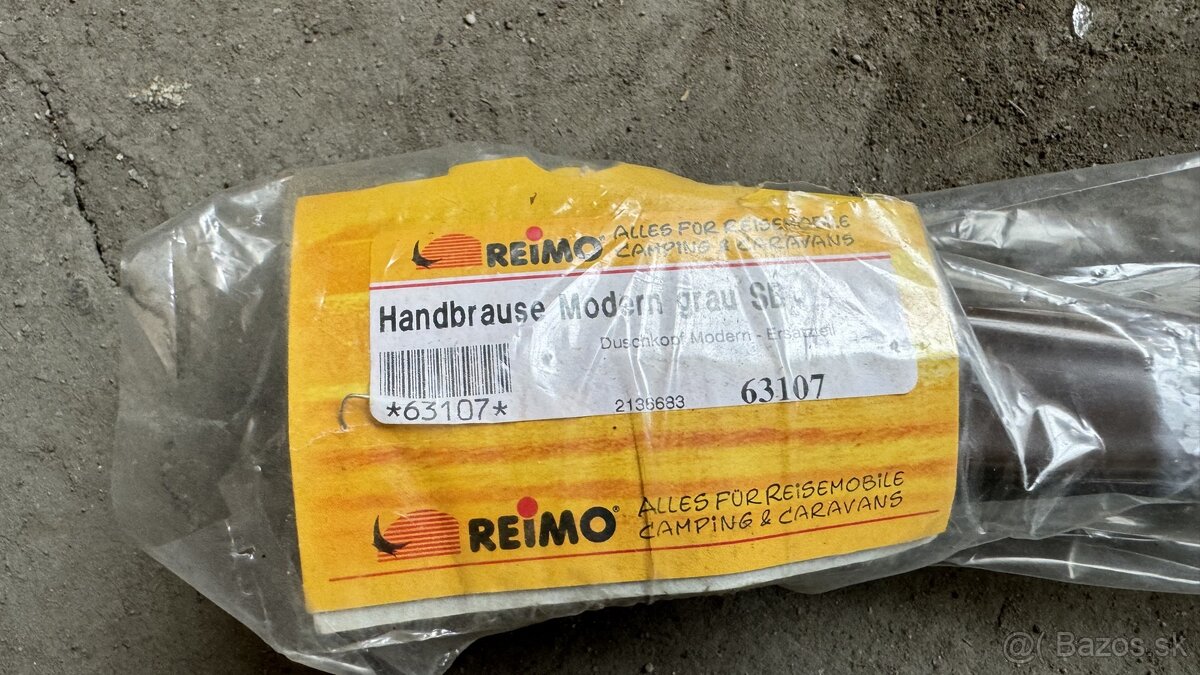 REIMO® ALLES FÜR REISEMOBILE
CAMPING & CARAVANS
Handbrause Modern grau SB
Duschkopf Modern - Ersatzteil
*63107*
2136683
63107
REIMO® ALLES FÜR REISEMOBILE
CAMPING & CARAVANS
@( Bazos.sk